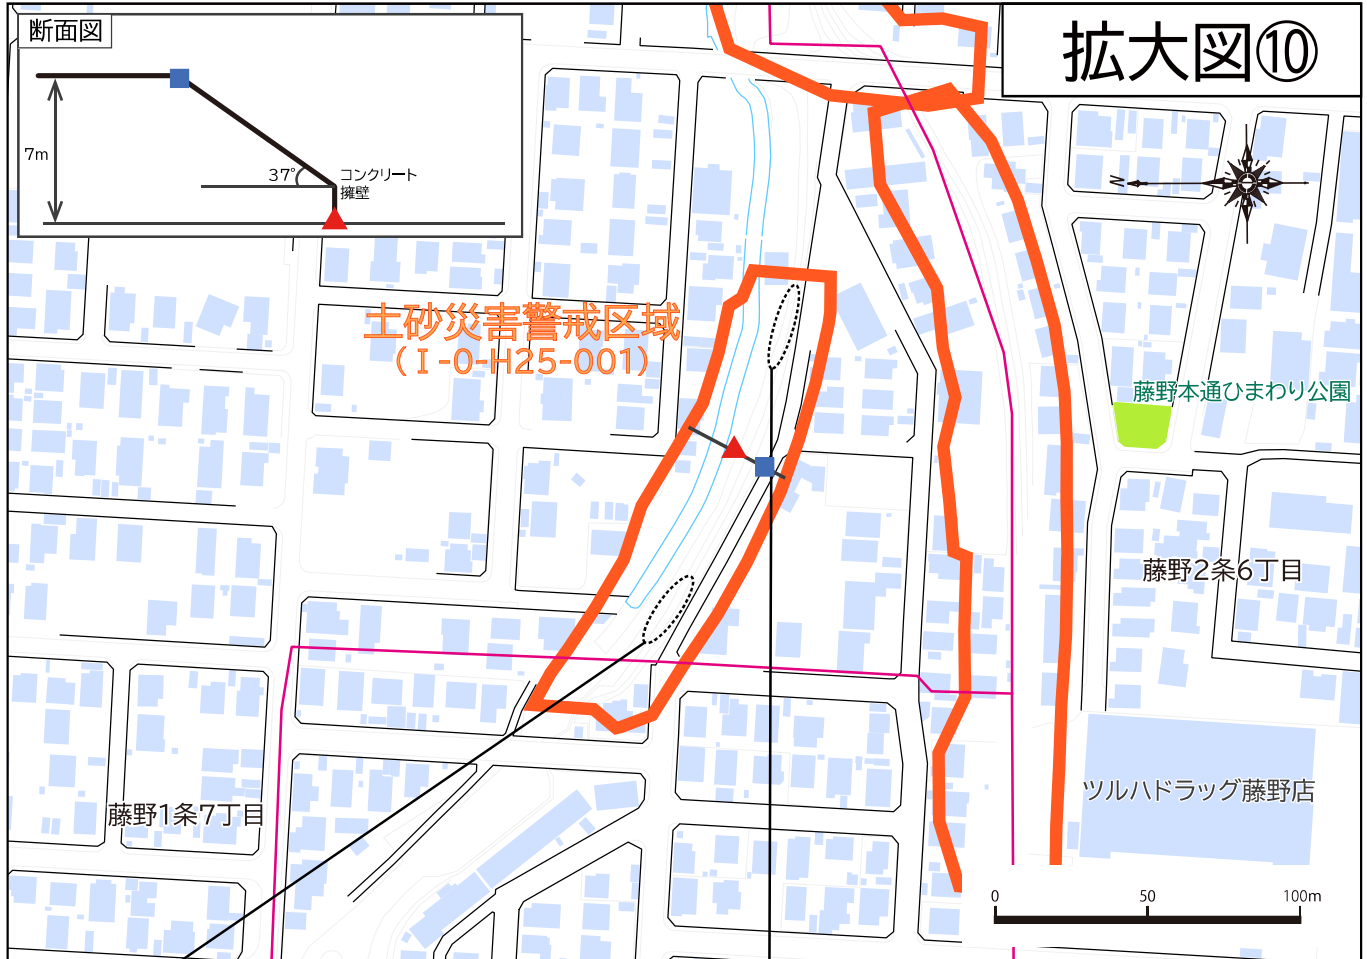 断面図
拡大図⑩
7m
37°
コンクリート
擁壁
N
土砂災害警戒区域
(Ⅰ-0-H25-001)
藤野本通ひまわり公園
藤野2条6丁目
ツルハドラッグ藤野店
藤野1条7丁目
0 50 100m